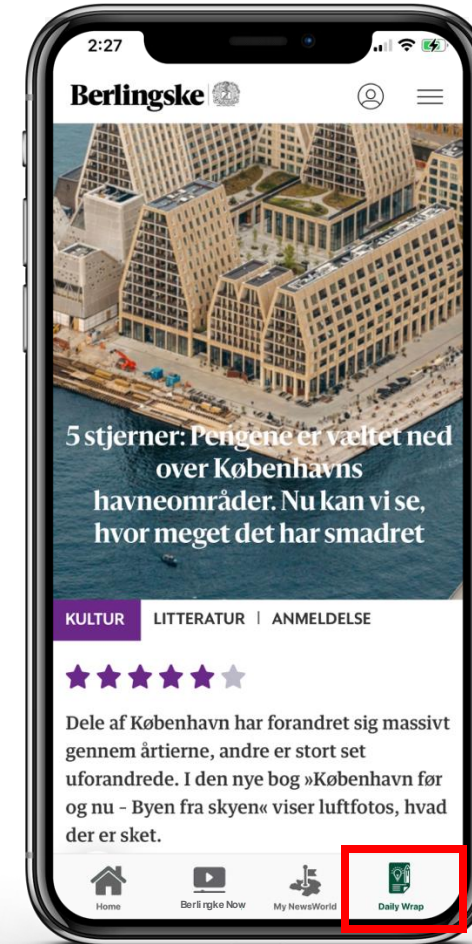 2:27
Berlingske
5 stjerner: Pengene er væltet ned
over Københavns
havneområder. Nu kan vi se,
hvor meget det har smadret
KULTUR LITTERATUR | ANMELDELSE
Dele af København har forandret sig massivt
gennem årtierne, andre er stort set
uforandrede. I den nye bog »København før
og nu – Byen fra skyen« viser luftfotos, hvad
der er sket.
Home Berlingke Now My NewsWorld Daily Wrap